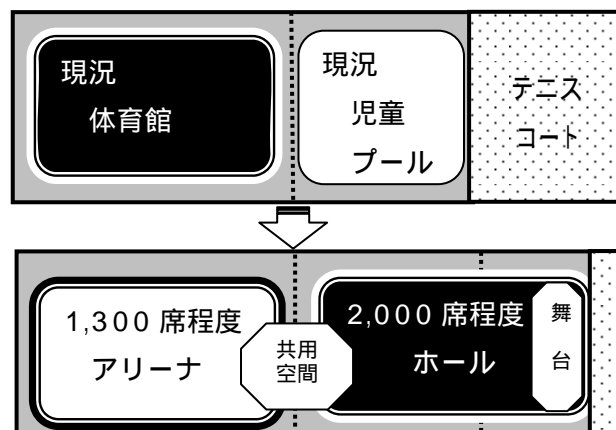 現況
体育館
現況
児童
プール
テニス
コート
1,300 席程度
アリーナ
共用
空間
2,000 席程度
ホール
舞
台